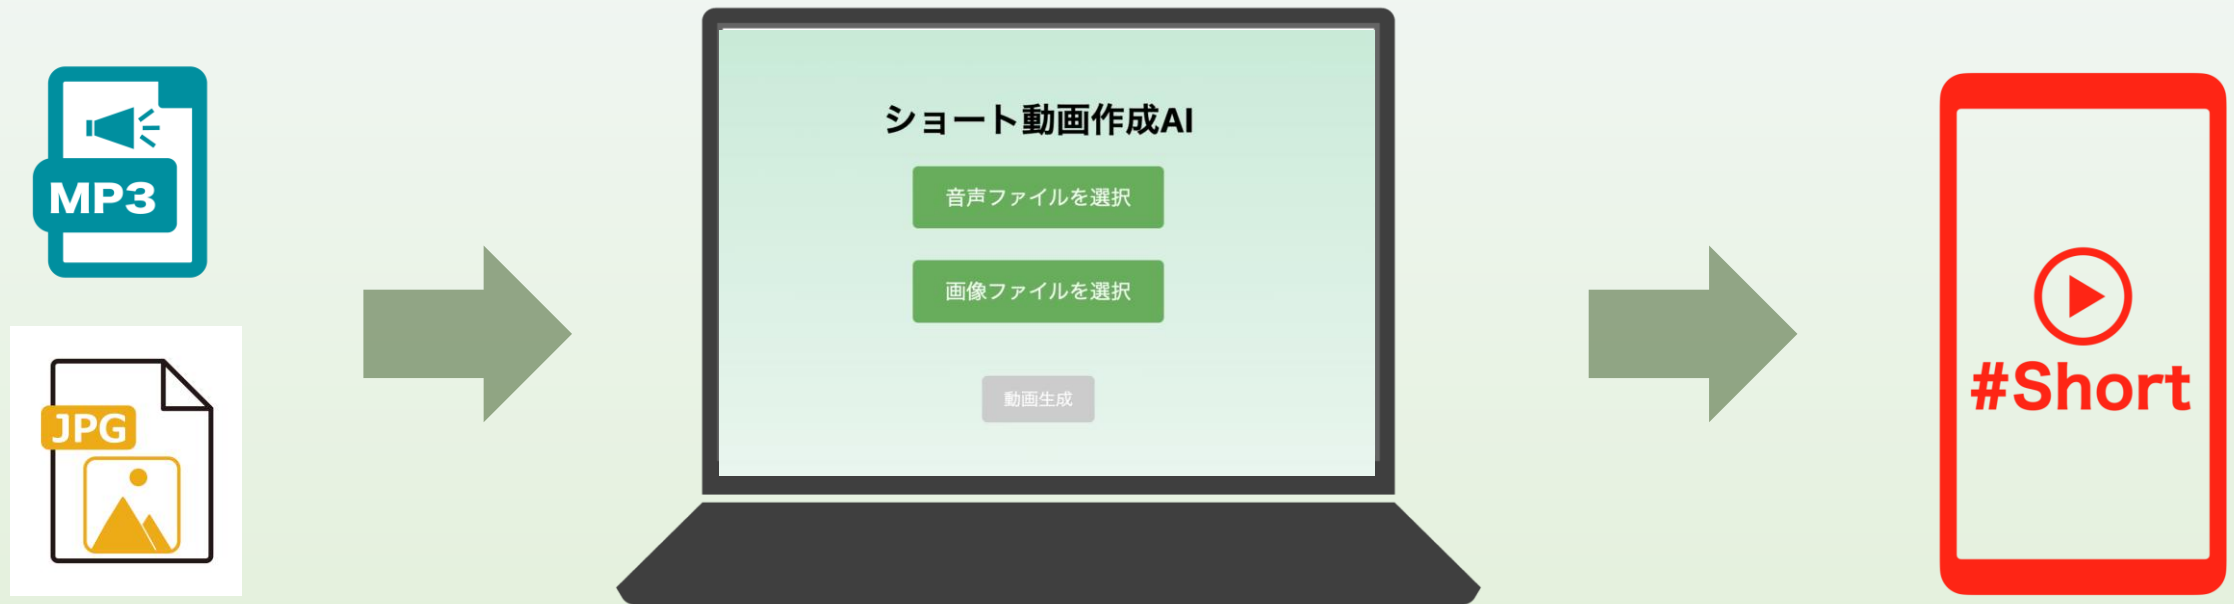 MP3
JPG
ショート動画作成AI
音声ファイルを選択
画像ファイルを選択
動画生成
#Short